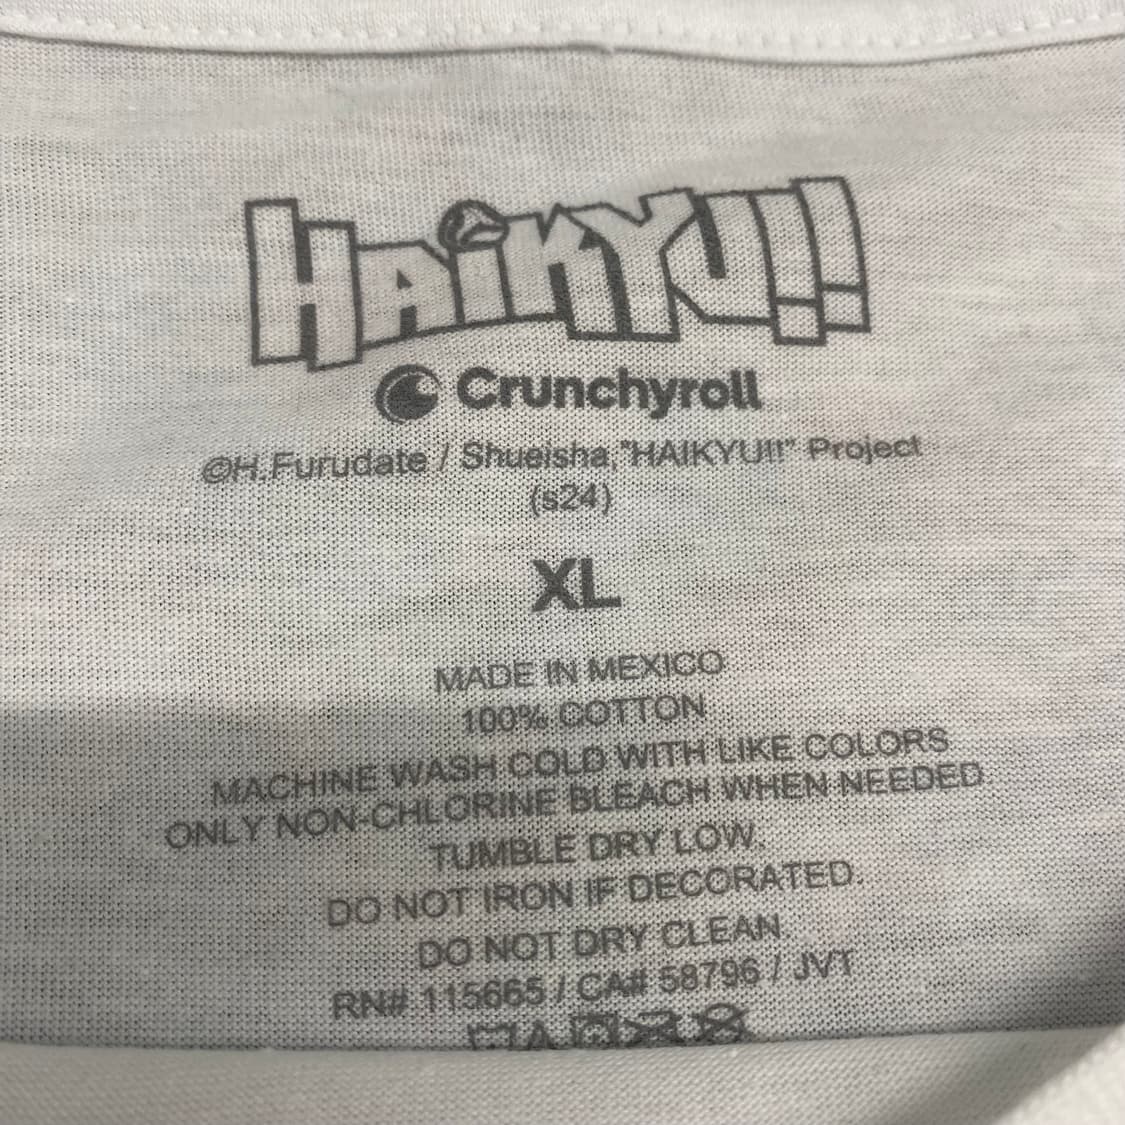 HAiKYU!!
Crunchyroll
©H.Furudate / Shueisha,"HAIKYU!!" Project
(s24)
XL
MADE IN MEXICO
100% COTTON
MACHINE WASH COLD WITH LIKE COLORS
ONLY NON-CHLORINE BLEACH WHEN NEEDED
TUMBLE DRY LOW.
DO NOT IRON IF DECORATED.
DO NOT DRY CLEAN
RN# 115665 / CA# 58796 / JVT